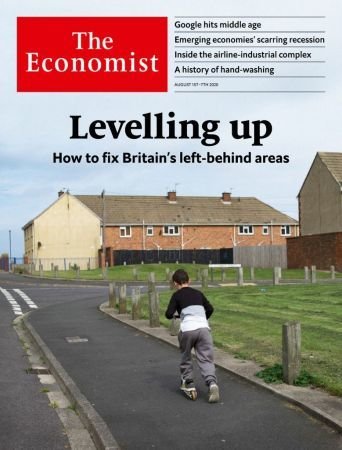 The
Economist
Google hits middle age
Emerging economies' scarring recession
Inside the airline-industrial complex
A history of hand-washing
AUGUST 1ST–7TH 2020
Levelling up
How to fix Britain's left-behind areas